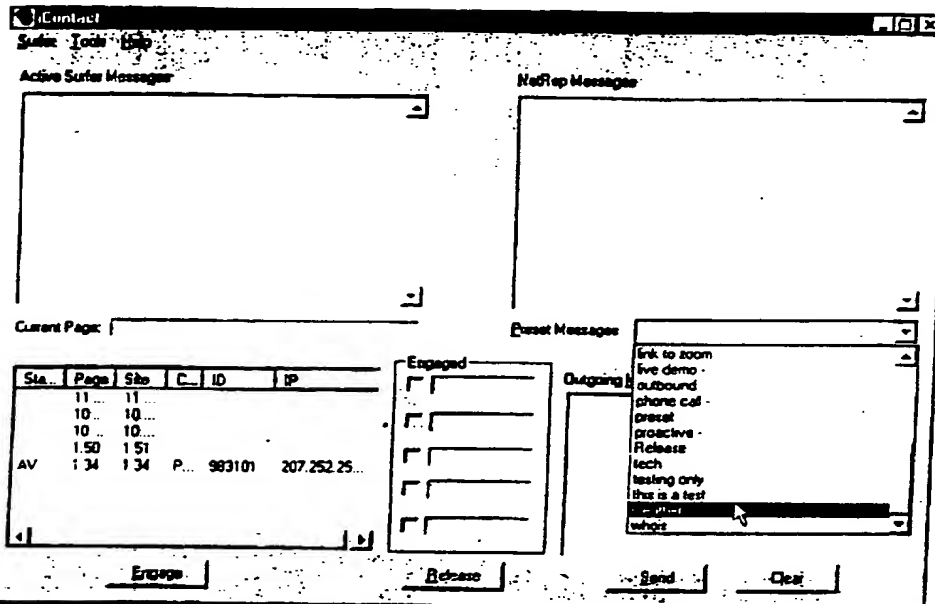 iContact
Surfer Tools Help
Active Surfer Messages
NetRep Messages
Current Page:
Preset Messages
link to zoom
live demo -
outbound
phone call -
preset
proactive -
Release
tech
testing only
this is a test
whois
Engaged
Outgoing
Sta... Page Site C... ID IP
11... 11...
10... 10...
10... 10...
1:50 1:51
AV 1:34 1:34 P... 983101 207.252.25...
Engage
Release
Send
Clear